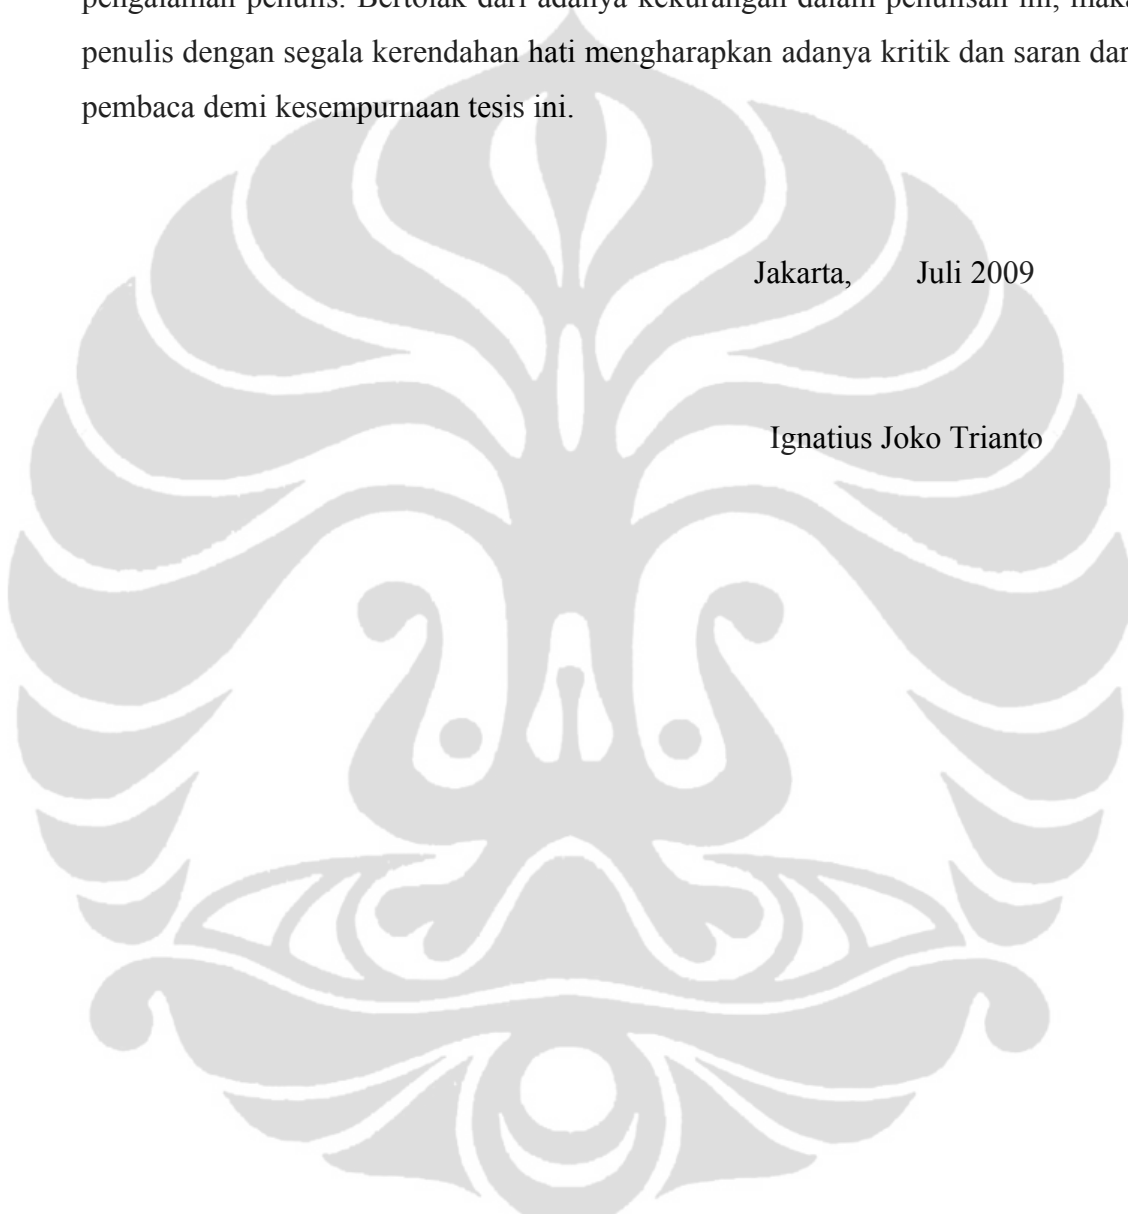 pengalaman penulis. Bertolak dari adanya kekurangan dalam penulisan ini, maka
penulis dengan segala kerendahan hati mengharapkan adanya kritik dan saran dar
pembaca demi kesempurnaan tesis ini.
Jakarta, Juli 2009
Ignatius Joko Trianto